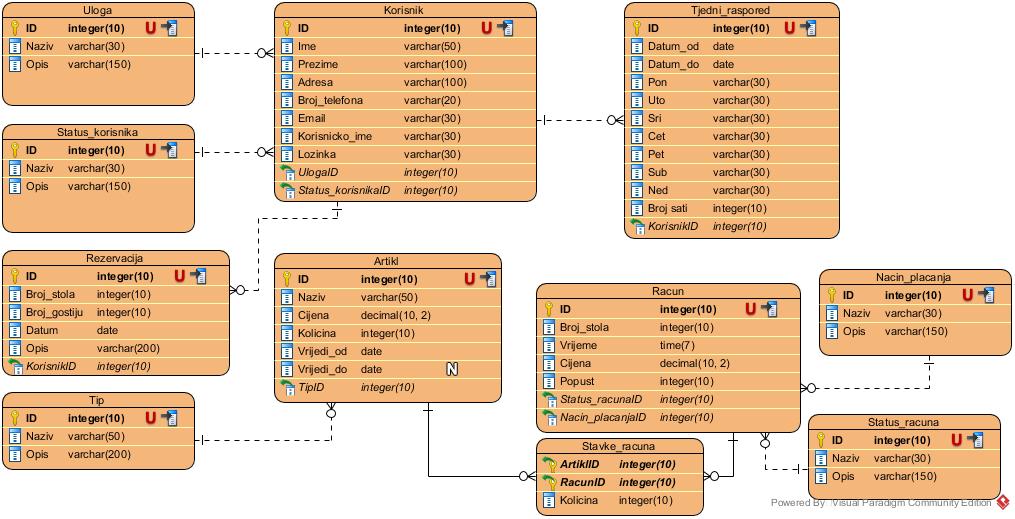 Uloga
ID integer(10) U
Naziv varchar(30)
Opis varchar(150)
Korisnik
ID integer(10) U
Ime varchar(50)
Prezime varchar(100)
Adresa varchar(100)
Broj_telefona varchar(20)
Email varchar(30)
Korisnicko_ime varchar(30)
Lozinka varchar(30)
UlogaID integer(10)
Status_korisnikaID integer(10)
Tjedni_raspored
ID integer(10) U
Datum_od date
Datum_do date
Pon varchar(30)
Uto varchar(30)
Sri varchar(30)
Cet varchar(30)
Pet varchar(30)
Sub varchar(30)
Ned varchar(30)
Broj sati integer(10)
KorisnikID integer(10)
Status_korisnika
ID integer(10) U
Naziv varchar(30)
Opis varchar(150)
Rezervacija
ID integer(10) U
Broj_stola integer(10)
Broj_gostiju integer(10)
Datum date
Opis varchar(200)
KorisnikID integer(10)
Artikl
ID integer(10) U
Naziv varchar(50)
Cijena decimal(10, 2)
Kolicina integer(10)
Vrijedi_od date
Vrijedi_do date N
TipID integer(10)
Racun
ID integer(10) U
Broj_stola integer(10)
Vrijeme time(7)
Cijena decimal(10, 2)
Popust integer(10)
Status_racunaID integer(10)
Nacin_placanjaID integer(10)
Nacin_placanja
ID integer(10) U
Naziv varchar(30)
Opis varchar(150)
Tip
ID integer(10) U
Naziv varchar(50)
Opis varchar(200)
Stavke_racuna
ArtiklID integer(10)
RacunID integer(10)
Kolicina integer(10)
Status_racuna
ID integer(10) U
Naziv varchar(30)
Opis varchar(150)
Powered By Visual Paradigm Community Edition